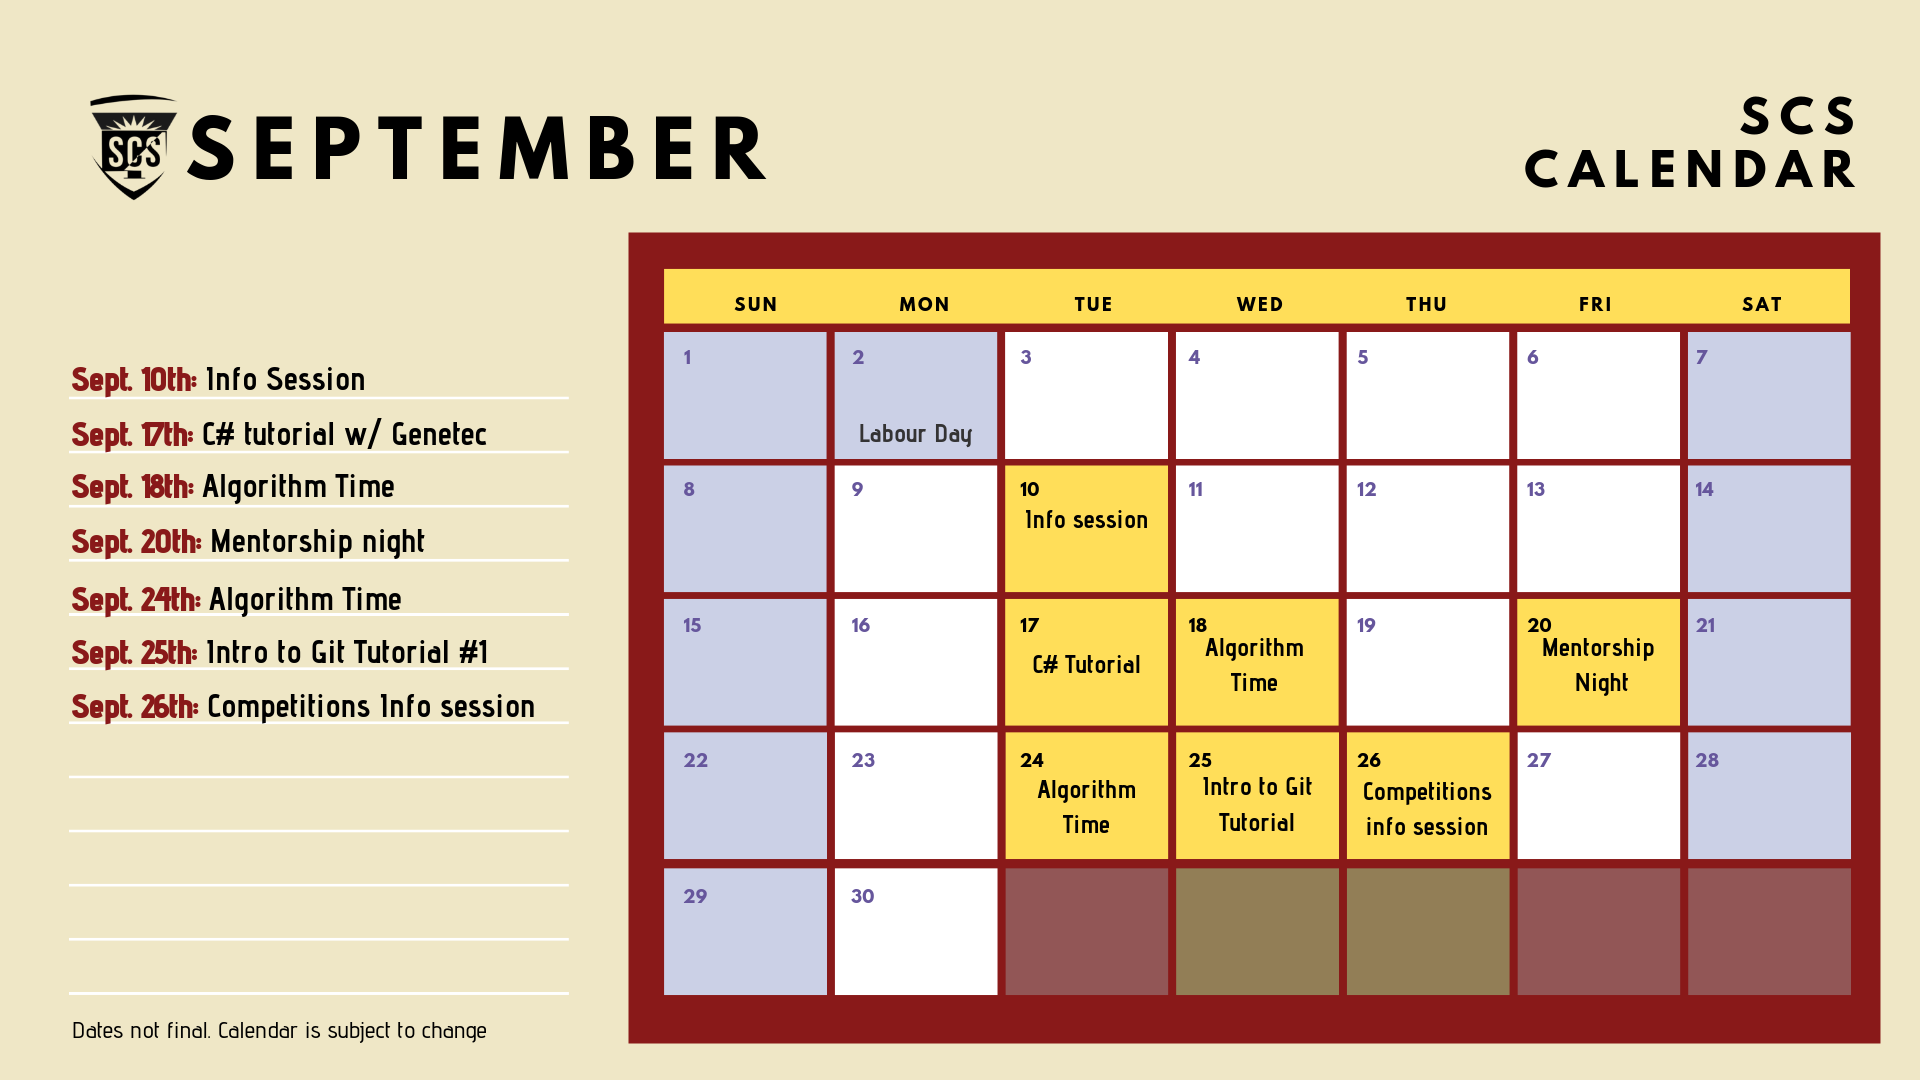 SCS
SEPTEMBER
SCS
CALENDAR
Sept. 10th: Info Session
Sept. 17th: C# tutorial w/ Genetec
Sept. 18th: Algorithm Time
Sept. 20th: Mentorship night
Sept. 24th: Algorithm Time
Sept. 25th: Intro to Git Tutorial #1
Sept. 26th: Competitions Info session
Dates not final. Calendar is subject to change
SUN MON TUE WED THU FRI SAT
1 2 3 4 5 6 7
Labour Day
8 9 10 11 12 13 14
Info session
15 16 17 18 19 20 21
C# Tutorial
Algorithm
Time
Mentorship
Night
22 23 24 25 26 27 28
Algorithm
Time
Intro to Git
Tutorial
Competitions
info session
29 30